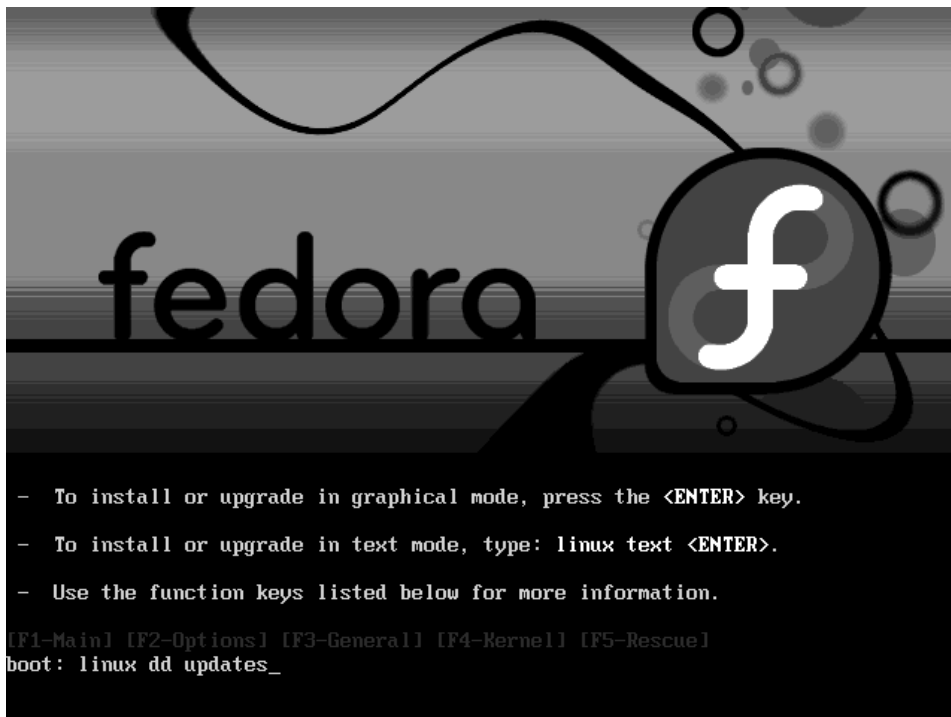 fedora
- To install or upgrade in graphical mode, press the <ENTER> key.
- To install or upgrade in text mode, type: linux text <ENTER>.
- Use the function keys listed below for more information.
[F1-Main] [F2-Options] [F3-General] [F4-Kernel] [F5-Rescue]
boot: linux dd updates_